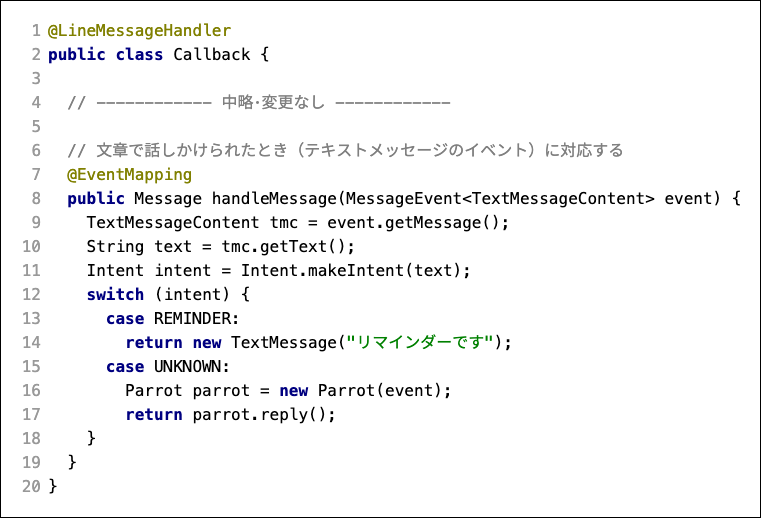 1 @LineMessageHandler
2 public class Callback {
3
4 // ------------ 中略･変更なし ------------
5
6 // 文章で話しかけられたとき（テキストメッセージのイベント）に対応する
7 @EventMapping
8 public Message handleMessage(MessageEvent<TextMessageContent> event) {
9 TextMessageContent tmc = event.getMessage();
10 String text = tmc.getText();
11 Intent intent = Intent.makeIntent(text);
12 switch (intent) {
13 case REMINDER:
14 return new TextMessage("リマインダーです");
15 case UNKNOWN:
16 Parrot parrot = new Parrot(event);
17 return parrot.reply();
18 }
19 }
20 }